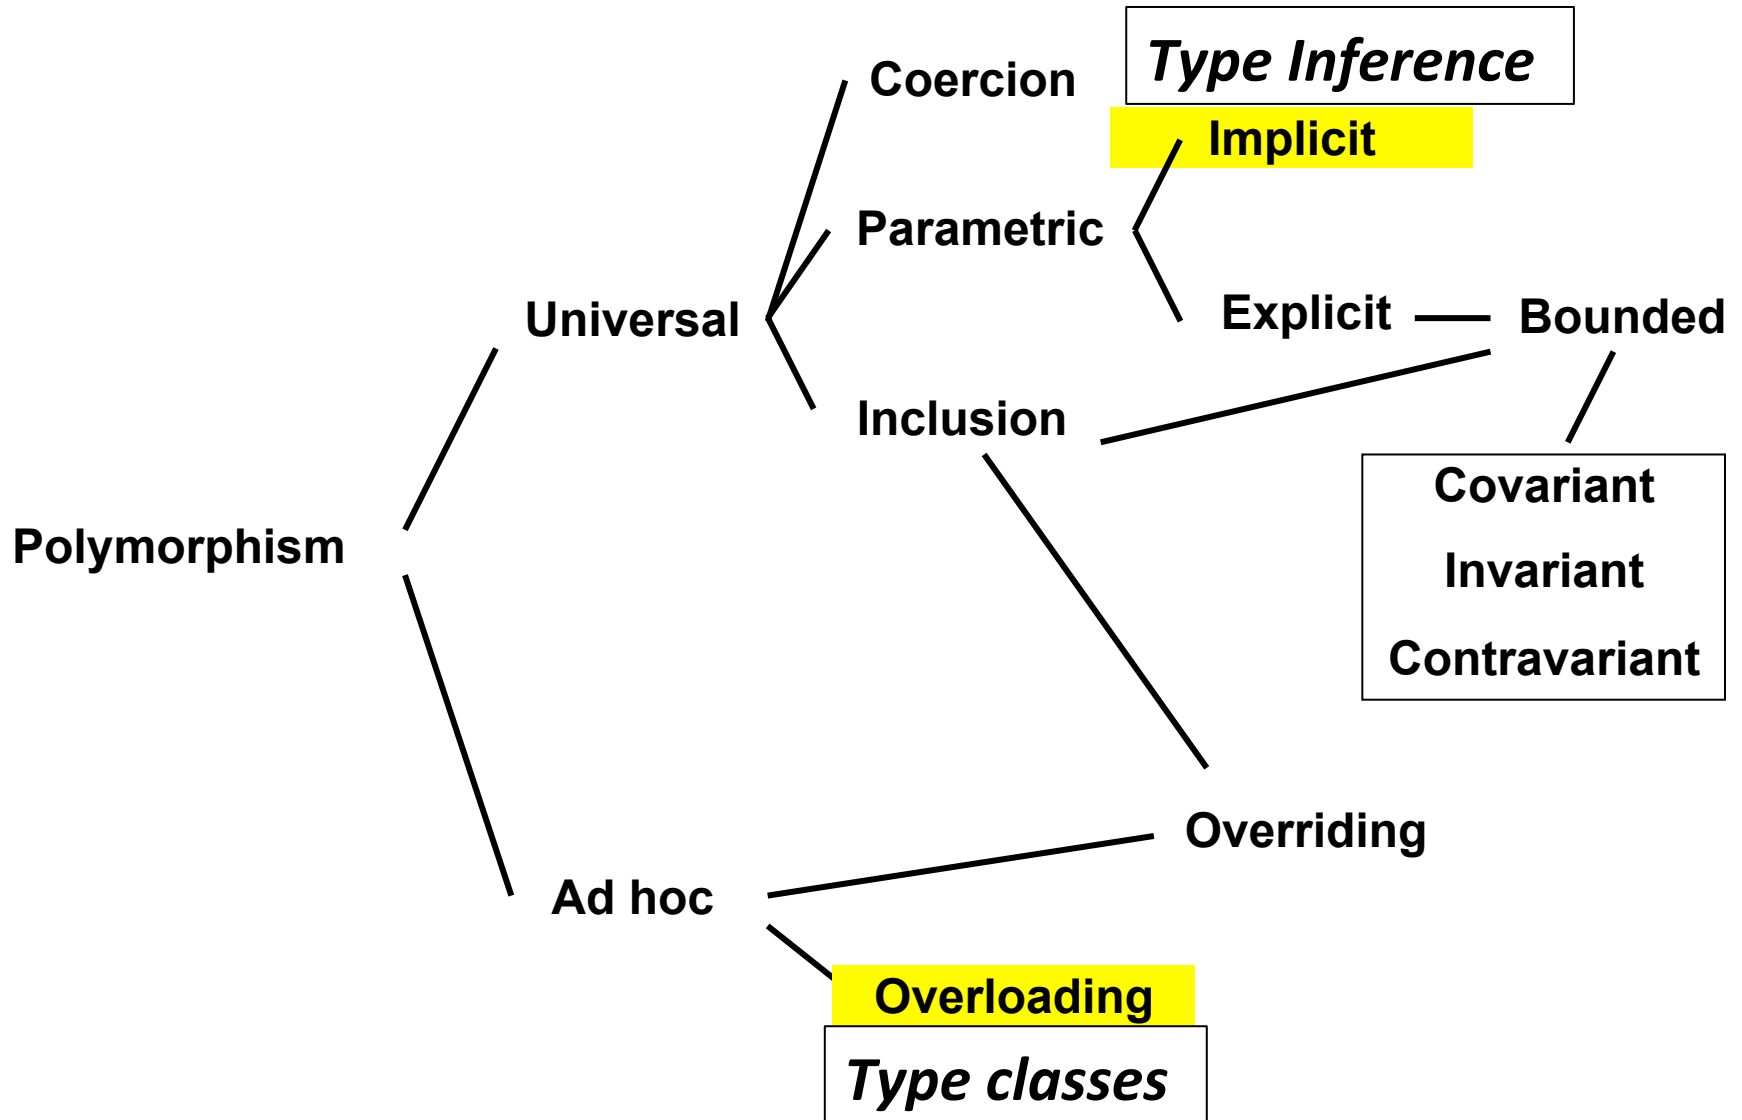 Type Inference
Coercion
Implicit
Parametric
Explicit
Bounded
Universal
Inclusion
Covariant
Invariant
Contravariant
Polymorphism
Overriding
Ad hoc
Overloading
Type classes